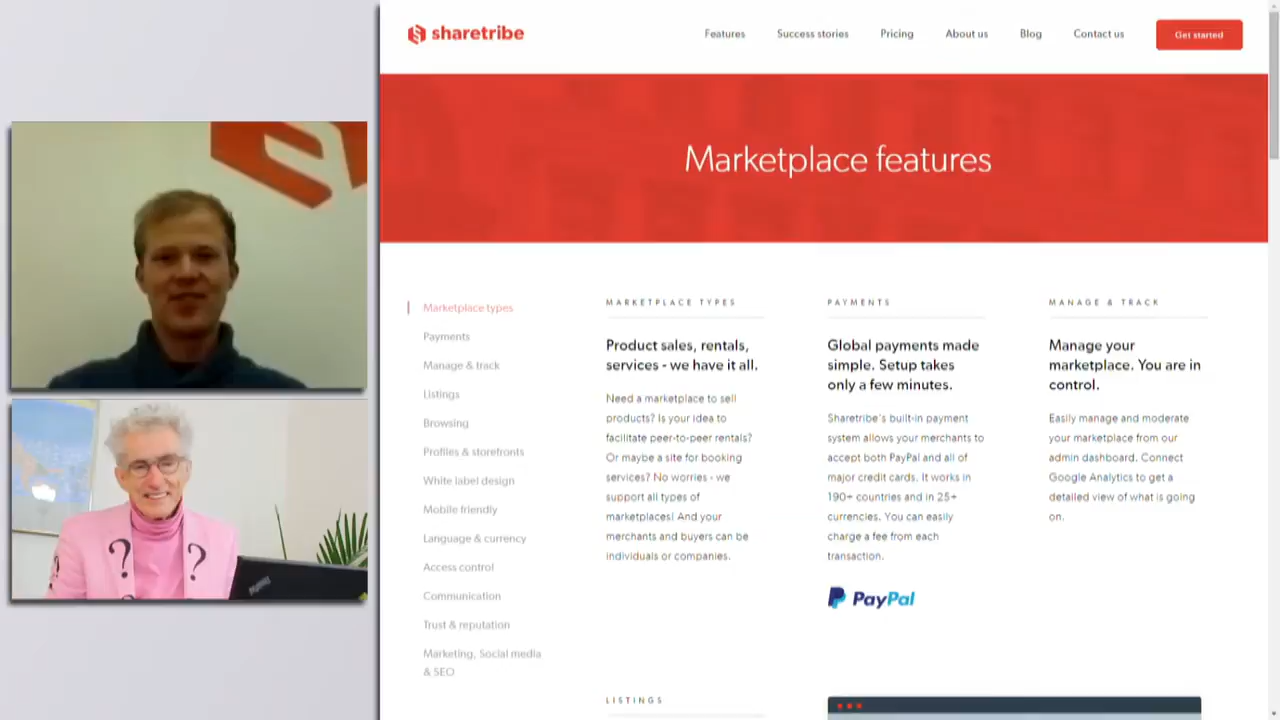 sharetribe
Features
Success stories
Pricing
About us
Blog
Contact us
Get started
Marketplace features
Marketplace types
Payments
Manage & track
Listings
Browsing
Profiles & storefronts
White label design
Mobile friendly
Language & currency
Access control
Communication
Trust & reputation
Marketing, Social media
& SEO
MARKETPLACE TYPES
Product sales, rentals,
services - we have it all.
Need a marketplace to sell
products? Is your idea to
facilitate peer-to-peer rentals?
Or maybe a site for booking
services? No worries - we
support all types of
marketplaces! And your
merchants and buyers can be
individuals or companies.
PAYMENTS
Global payments made
simple. Setup takes
only a few minutes.
Sharetribe's built-in payment
system allows your merchants to
accept both PayPal and all of
major credit cards. It works in
190+ countries and in 25+
currencies. You can easily
charge a fee from each
transaction.
PayPal
MANAGE & TRACK
Manage your
marketplace. You are in
control.
Easily manage and moderate
your marketplace from our
admin dashboard. Connect
Google Analytics to get a
detailed view of what is going
on.
LISTINGS
? ?